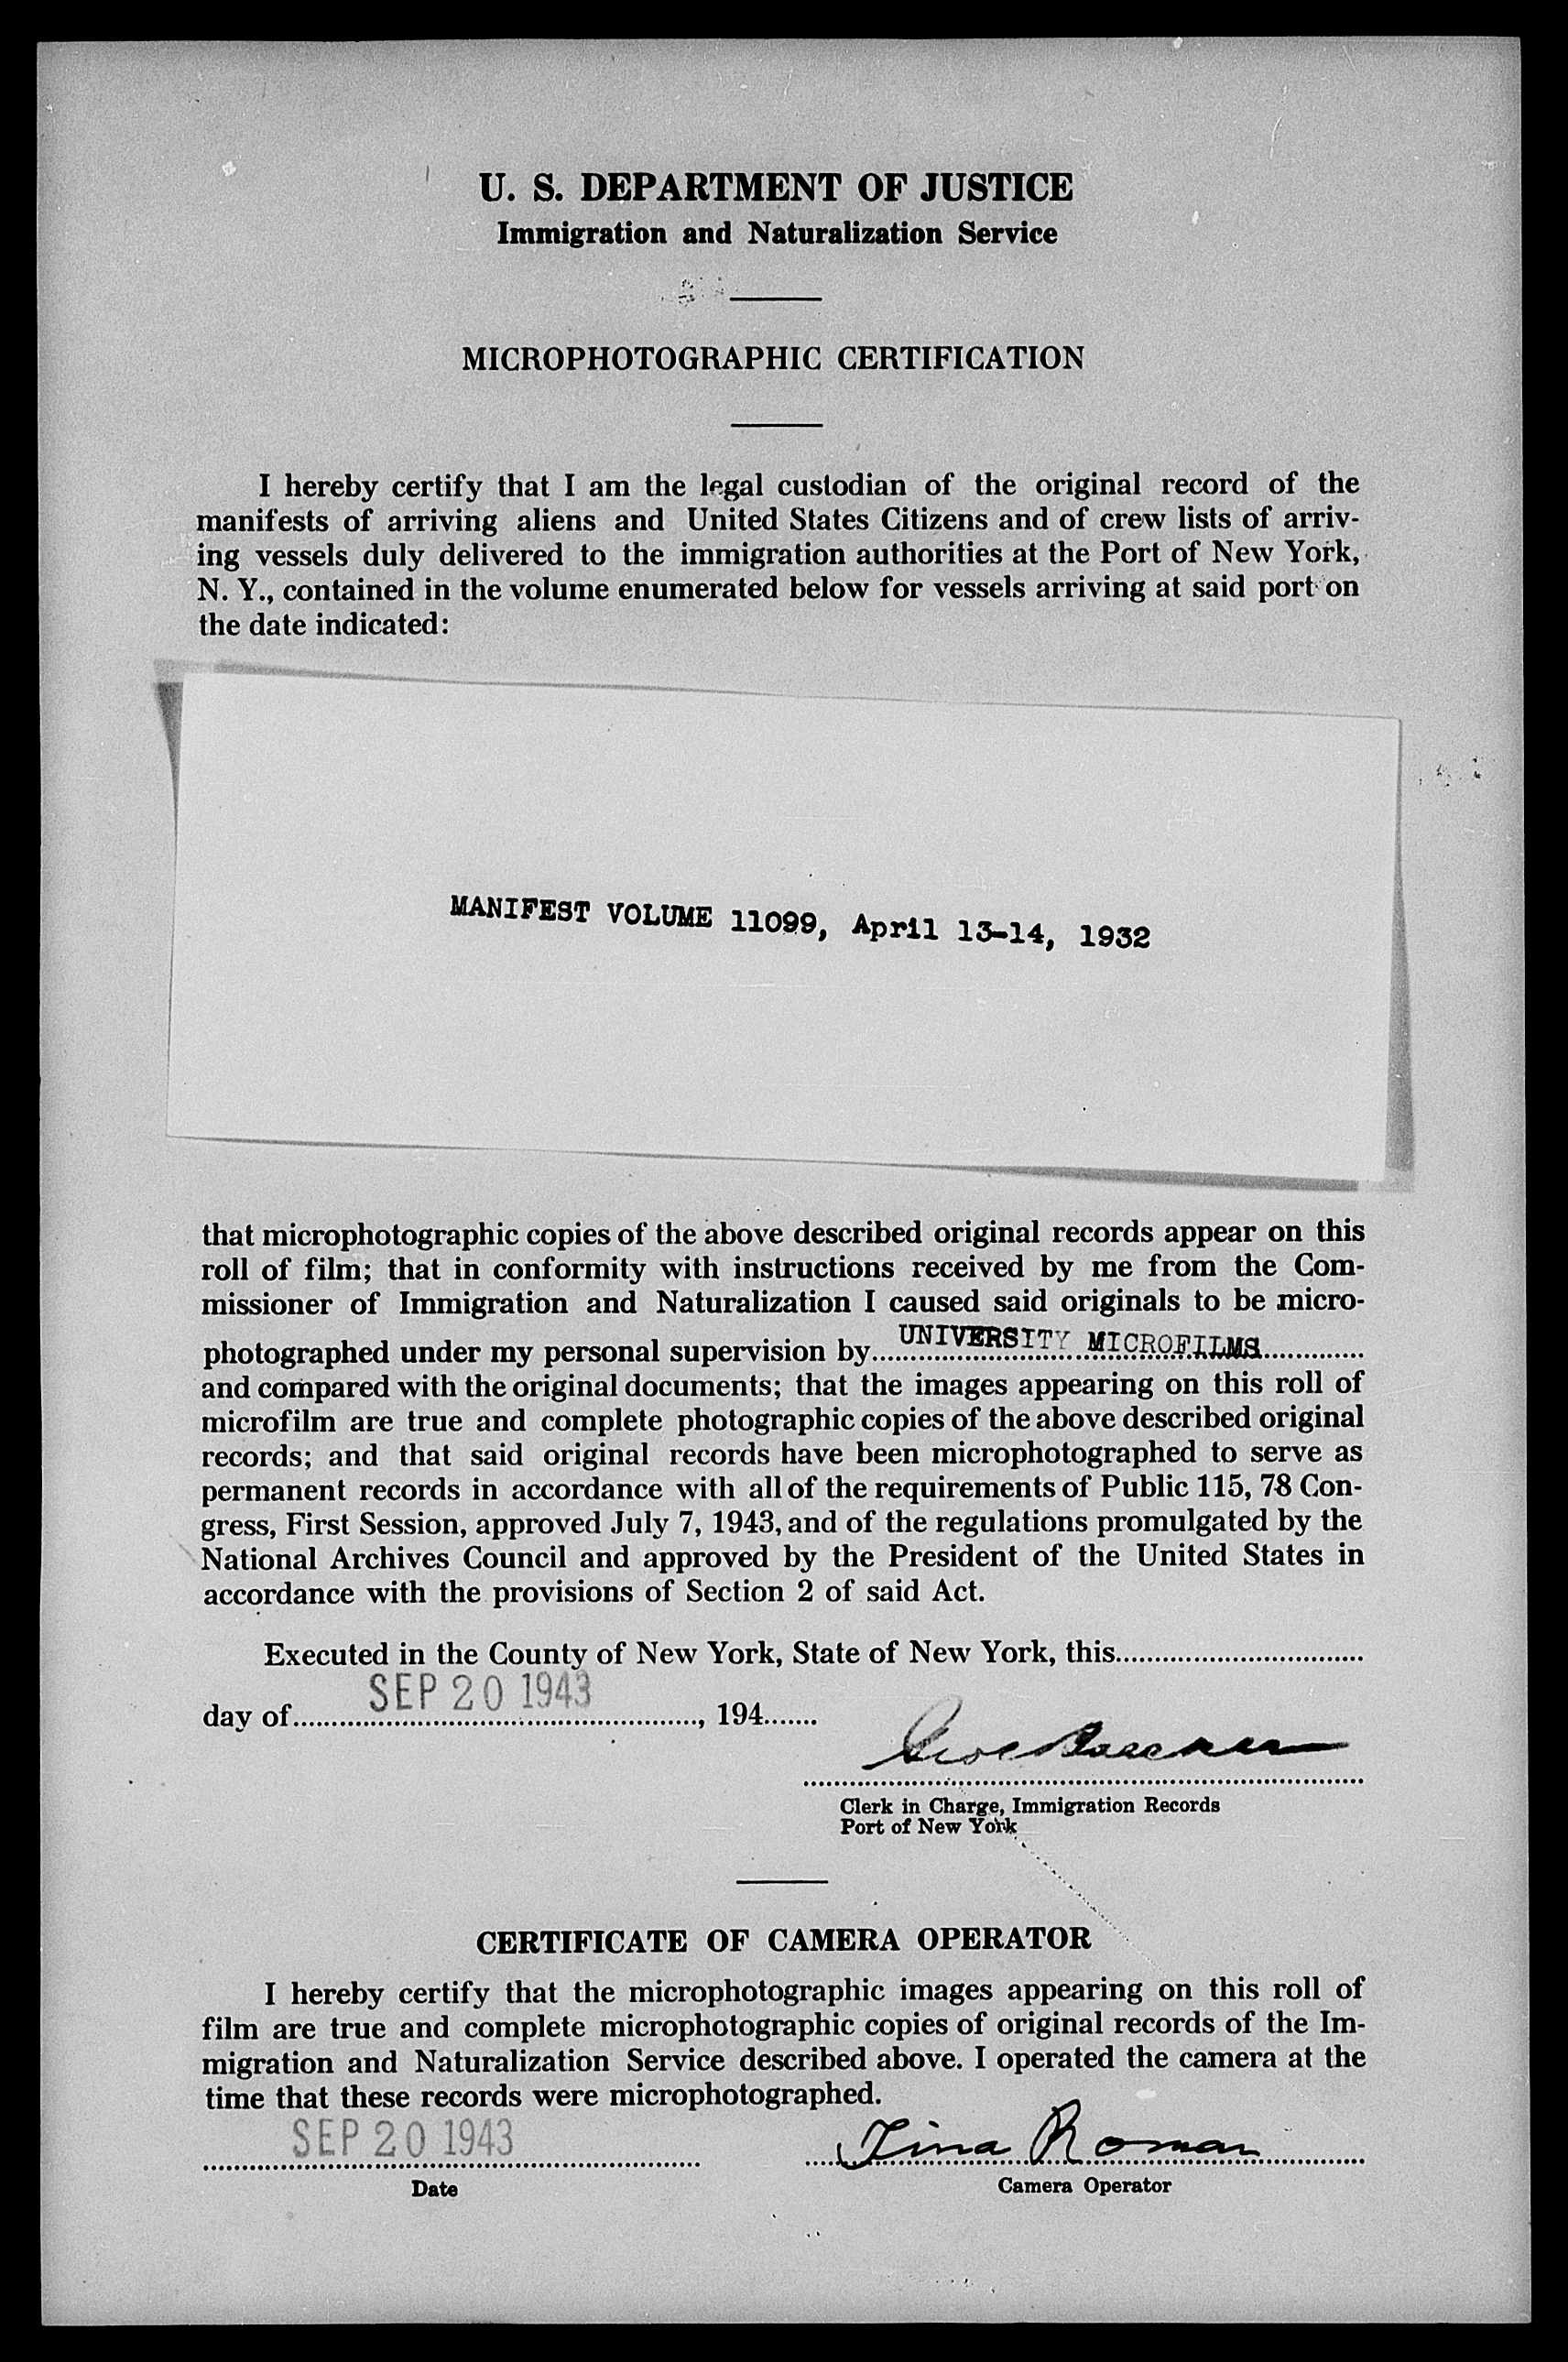 U. S. DEPARTMENT OF JUSTICE
Immigration and Naturalization Service
MICROPHOTOGRAPHIC CERTIFICATION
I hereby certify that I am the legal custodian of the original record of the
manifests of arriving aliens and United States Citizens and of crew lists of arriv-
ing vessels duly delivered to the immigration authorities at the Port of New York,
N. Y., contained in the volume enumerated below for vessels arriving at said port on
the date indicated:
MANIFEST VOLUME 11099, April 13-14, 1932
that microphotographic copies of the above described original records appear on this
roll of film; that in conformity with instructions received by me from the Com-
missioner of Immigration and Naturalization I caused said originals to be micro-
photographed under my personal supervision by UNIVERSITY MICROFILMS
and compared with the original documents; that the images appearing on this roll of
microfilm are true and complete photographic copies of the above described original
records; and that said original records have been microphotographed to serve as
permanent records in accordance with all of the requirements of Public 115, 78 Con-
gress, First Session, approved July 7, 1943, and of the regulations promulgated by the
National Archives Council and approved by the President of the United States in
accordance with the provisions of Section 2 of said Act.
Executed in the County of New York, State of New York, this
day of SEP 20 1943, 194
Clerk in Charge, Immigration Records
Port of New York
CERTIFICATE OF CAMERA OPERATOR
I hereby certify that the microphotographic images appearing on this roll of
film are true and complete microphotographic copies of original records of the Im-
migration and Naturalization Service described above. I operated the camera at the
time that these records were microphotographed.
SEP 20 1943 Tina Roman
Date Camera Operator